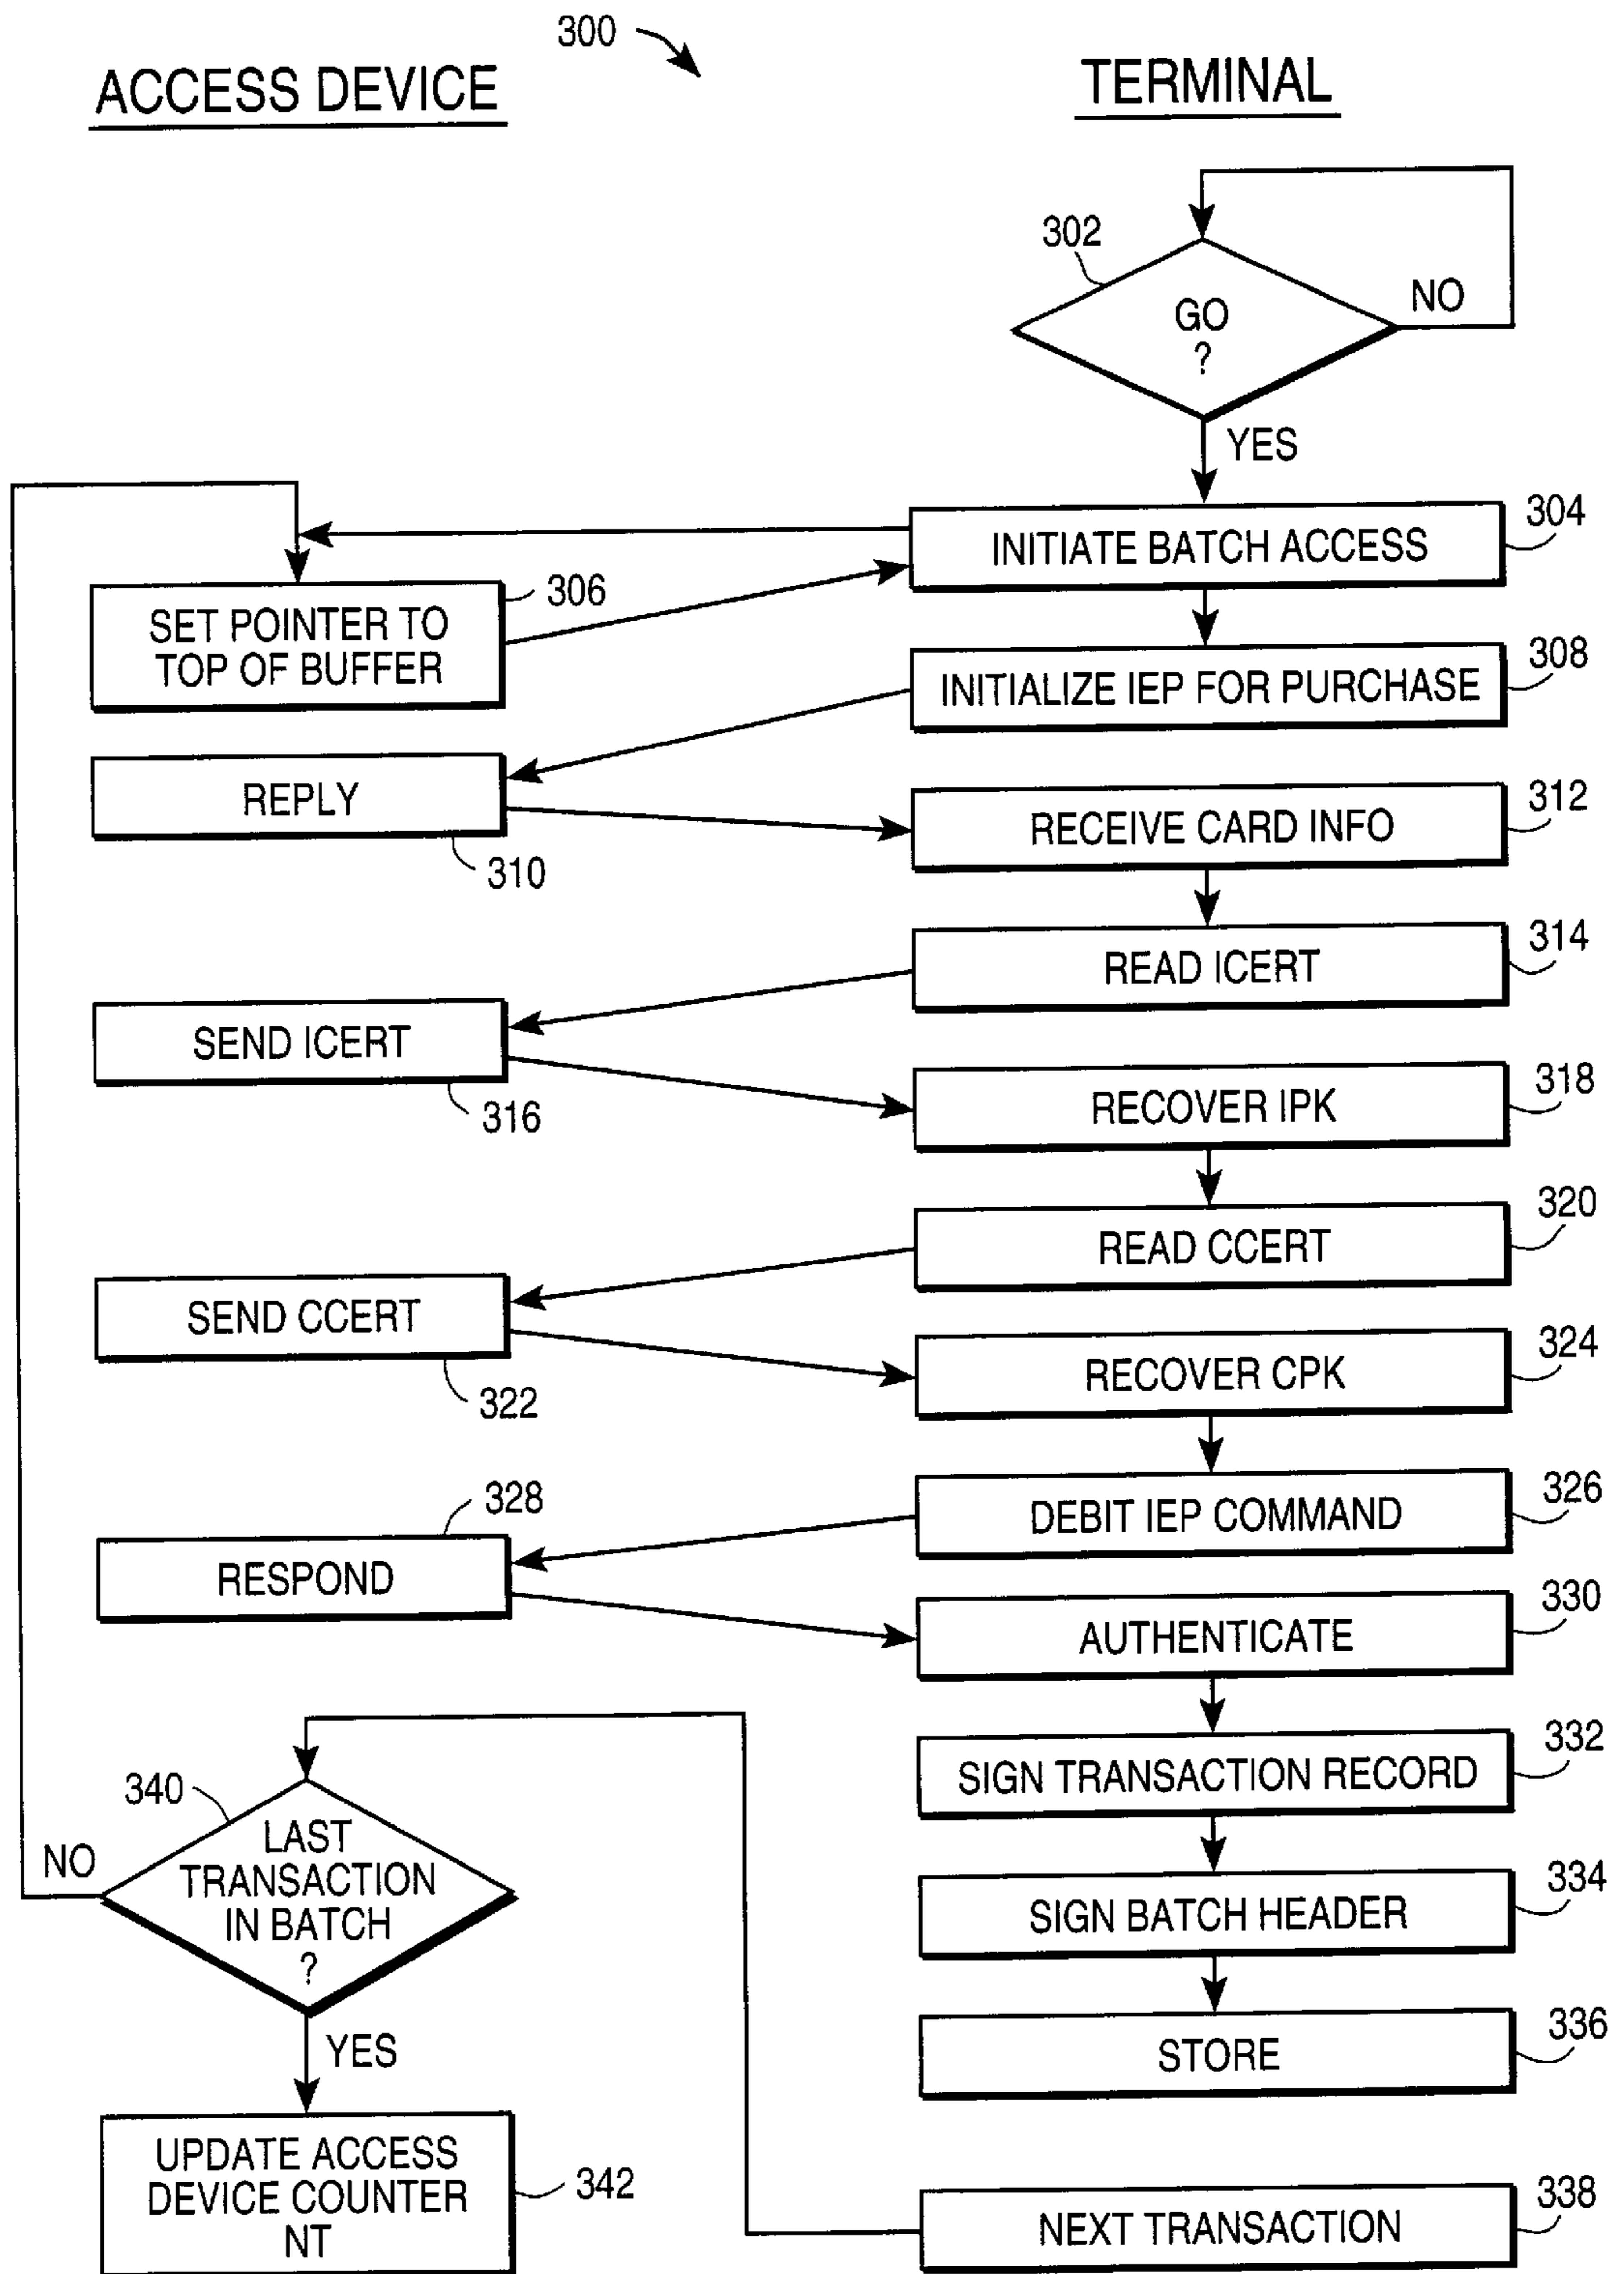 300
ACCESS DEVICE
TERMINAL
302
GO
?
NO
YES
304
INITIATE BATCH ACCESS
306
SET POINTER TO
TOP OF BUFFER
308
INITIALIZE IEP FOR PURCHASE
REPLY
310
312
RECEIVE CARD INFO
314
READ ICERT
SEND ICERT
316
318
RECOVER IPK
320
READ CCERT
SEND CCERT
322
324
RECOVER CPK
326
DEBIT IEP COMMAND
328
RESPOND
330
AUTHENTICATE
332
SIGN TRANSACTION RECORD
334
SIGN BATCH HEADER
336
STORE
338
NEXT TRANSACTION
340
LAST
TRANSACTION
IN BATCH
?
NO
YES
UPDATE ACCESS
DEVICE COUNTER
NT
342